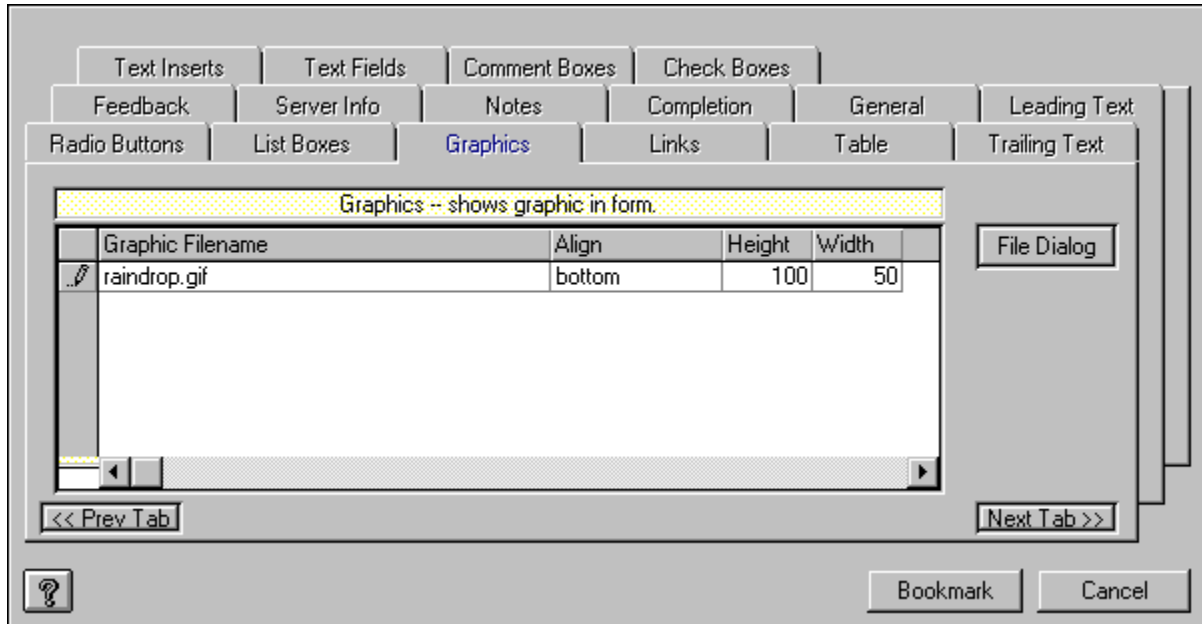 Text Inserts Text Fields Comment Boxes Check Boxes
Feedback Server Info Notes Completion General Leading Text
Radio Buttons List Boxes Graphics Links Table Trailing Text
Graphics -- shows graphic in form.
Graphic Filename Align Height Width
raindrop.gif bottom 100 50
File Dialog
<< Prev Tab Next Tab >>
? Bookmark Cancel